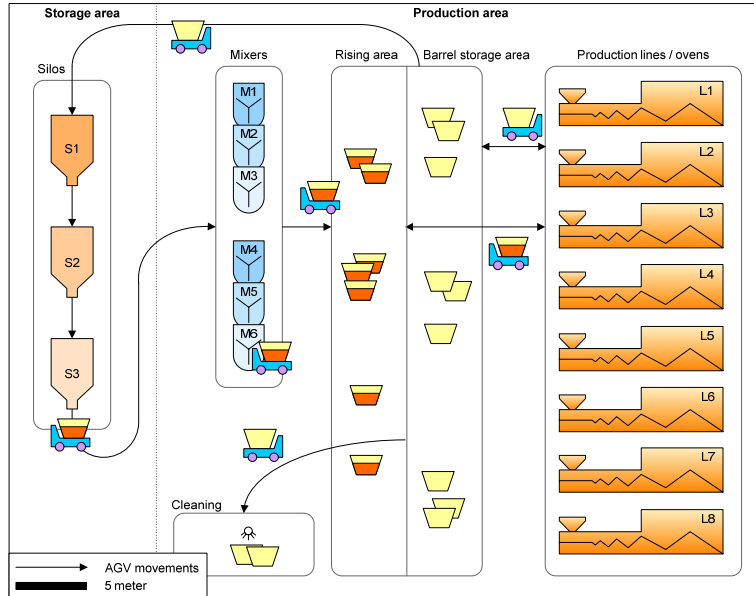 Storage area
Production area
Silos
Mixers
Rising area
Barrel storage area
Production lines / ovens
S1
S2
S3
M1
M2
M3
M4
M5
M6
L1
L2
L3
L4
L5
L6
L7
L8
Cleaning
AGV movements
5 meter